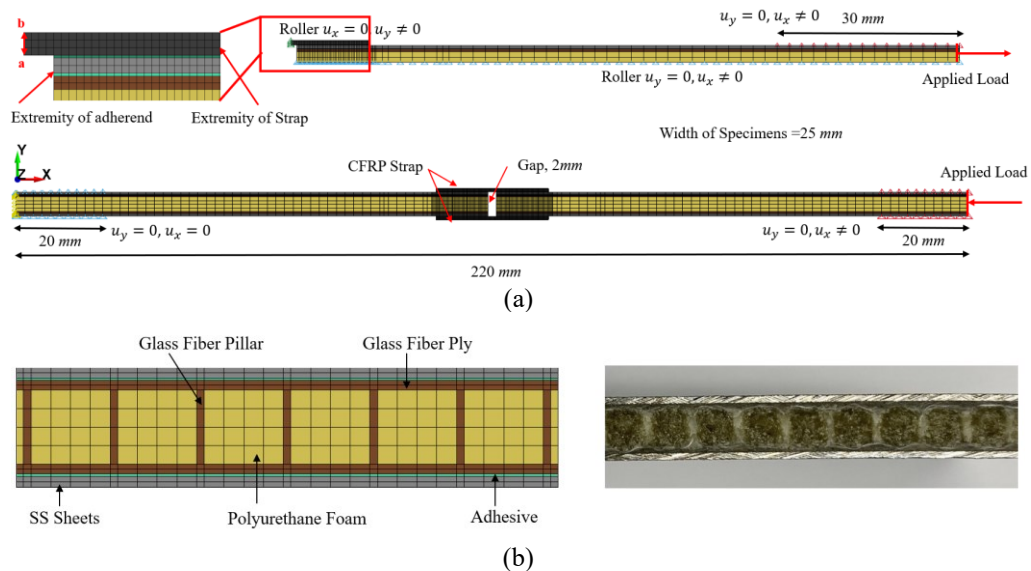 b
a
Roller u_x = 0, u_y ≠ 0
u_y = 0, u_x ≠ 0
30 mm
Roller u_y = 0, u_x ≠ 0
Applied Load
Extremity of adherend
Extremity of Strap
Width of Specimens =25 mm
Y
Z
X
CFRP Strap
Gap, 2mm
Applied Load
20 mm
u_y = 0, u_x = 0
u_y = 0, u_x ≠ 0
20 mm
220 mm
(a)
Glass Fiber Pillar
Glass Fiber Ply
SS Sheets
Polyurethane Foam
Adhesive
(b)